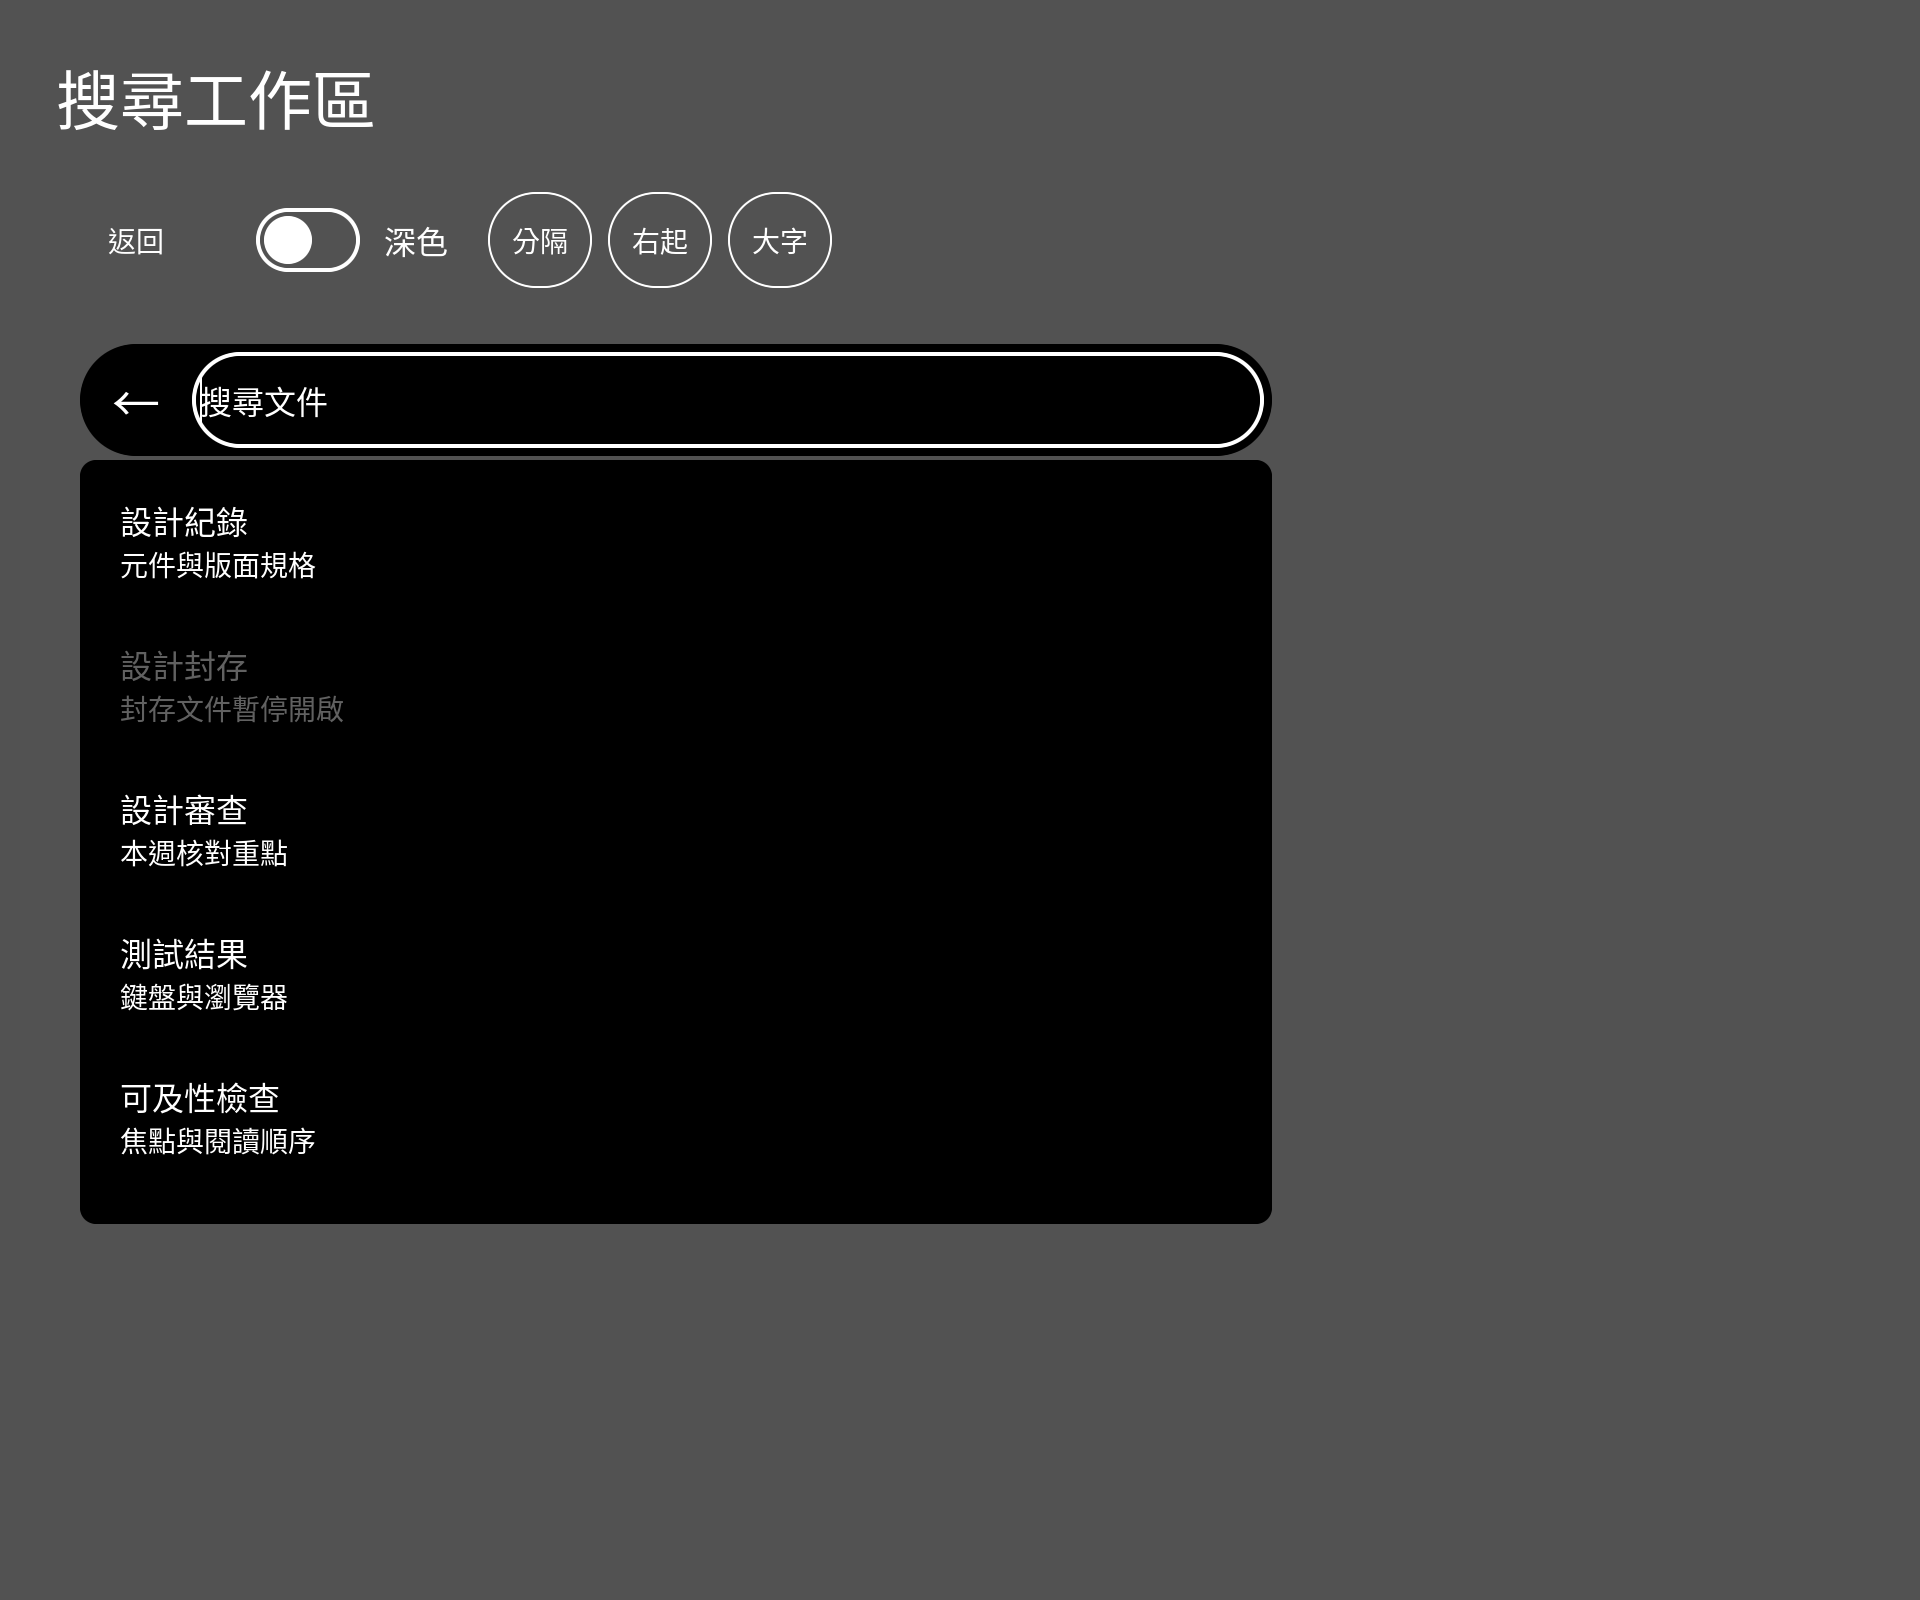 搜尋工作區
返回 深色 分隔 右起 大字
搜尋文件
設計紀錄
元件與版面規格
設計封存
封存文件暫停開啟
設計審查
本週核對重點
測試結果
鍵盤與瀏覽器
可及性檢查
焦點與閱讀順序